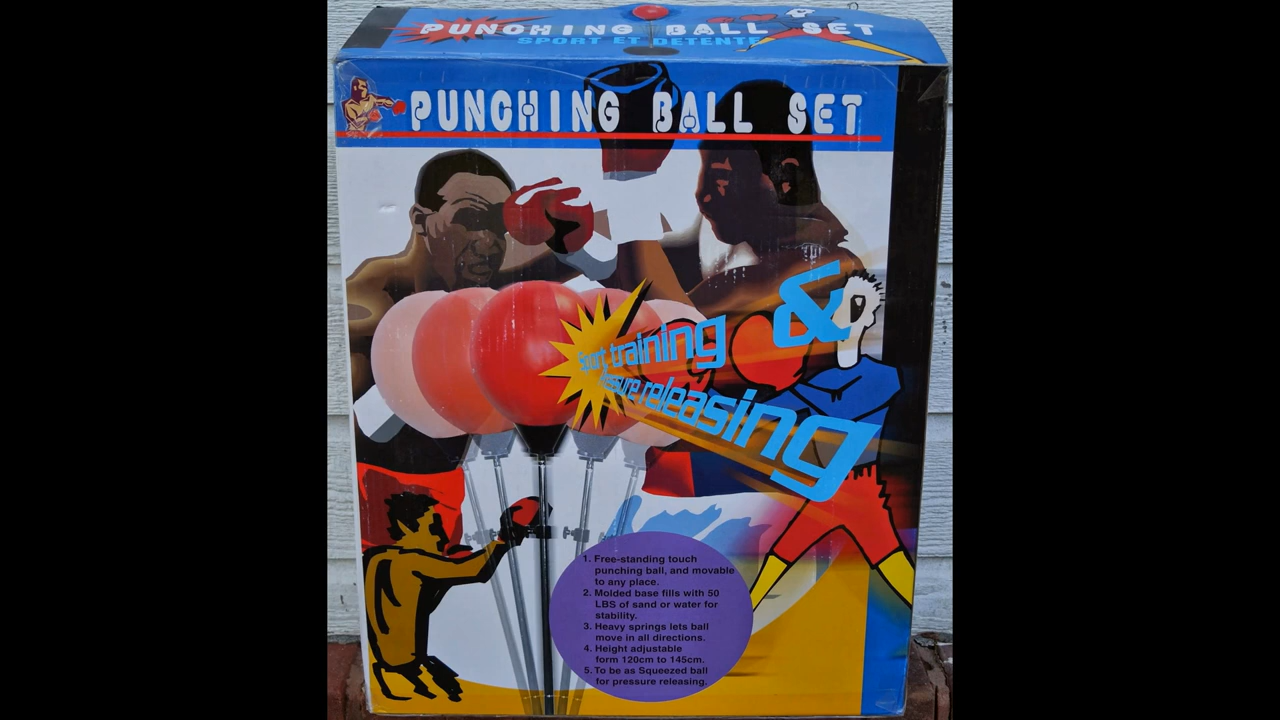 PUNCHING BALL SET
SPORT ET DETENTE
PUNCHING BALL SET
&
Sport training
releasing
1. Free-standing touch
punching ball, and movable
to any place.
2. Molded base fills with 50
LBS of sand or water for
stability.
3. Heavy springs lets ball
move in all directions.
4. Height adjustable
form 120cm to 145cm.
5. To be as Squeezed ball
for pressure releasing.